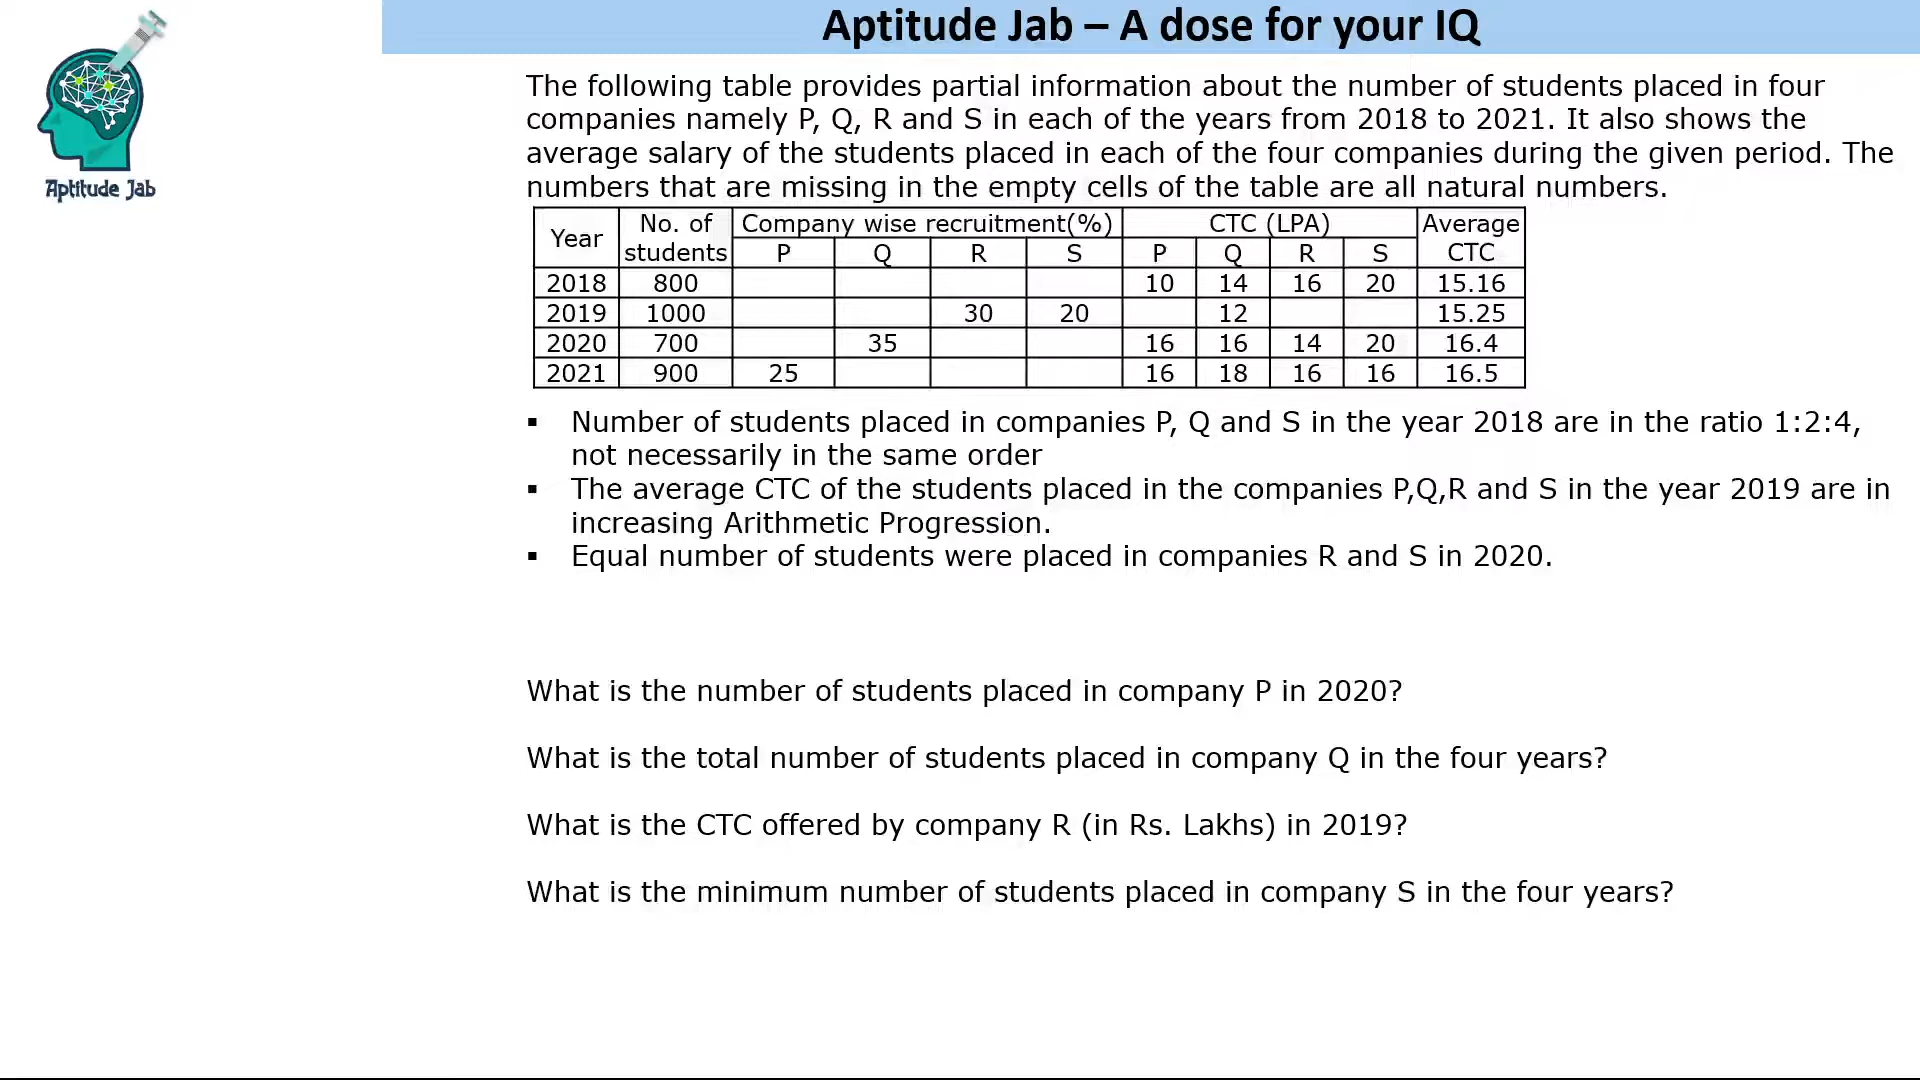 Aptitude Jab – A dose for your IQ
Aptitude Jab
The following table provides partial information about the number of students placed in four
companies namely P, Q, R and S in each of the years from 2018 to 2021. It also shows the
average salary of the students placed in each of the four companies during the given period. The
numbers that are missing in the empty cells of the table are all natural numbers.
Year No. of students Company wise recruitment(%) CTC (LPA) Average CTC
P Q R S P Q R S
2018 800 10 14 16 20 15.16
2019 1000 30 20 12 15.25
2020 700 35 16 16 14 20 16.4
2021 900 25 16 18 16 16 16.5
▪ Number of students placed in companies P, Q and S in the year 2018 are in the ratio 1:2:4,
not necessarily in the same order
▪ The average CTC of the students placed in the companies P,Q,R and S in the year 2019 are in
increasing Arithmetic Progression.
▪ Equal number of students were placed in companies R and S in 2020.
What is the number of students placed in company P in 2020?
What is the total number of students placed in company Q in the four years?
What is the CTC offered by company R (in Rs. Lakhs) in 2019?
What is the minimum number of students placed in company S in the four years?